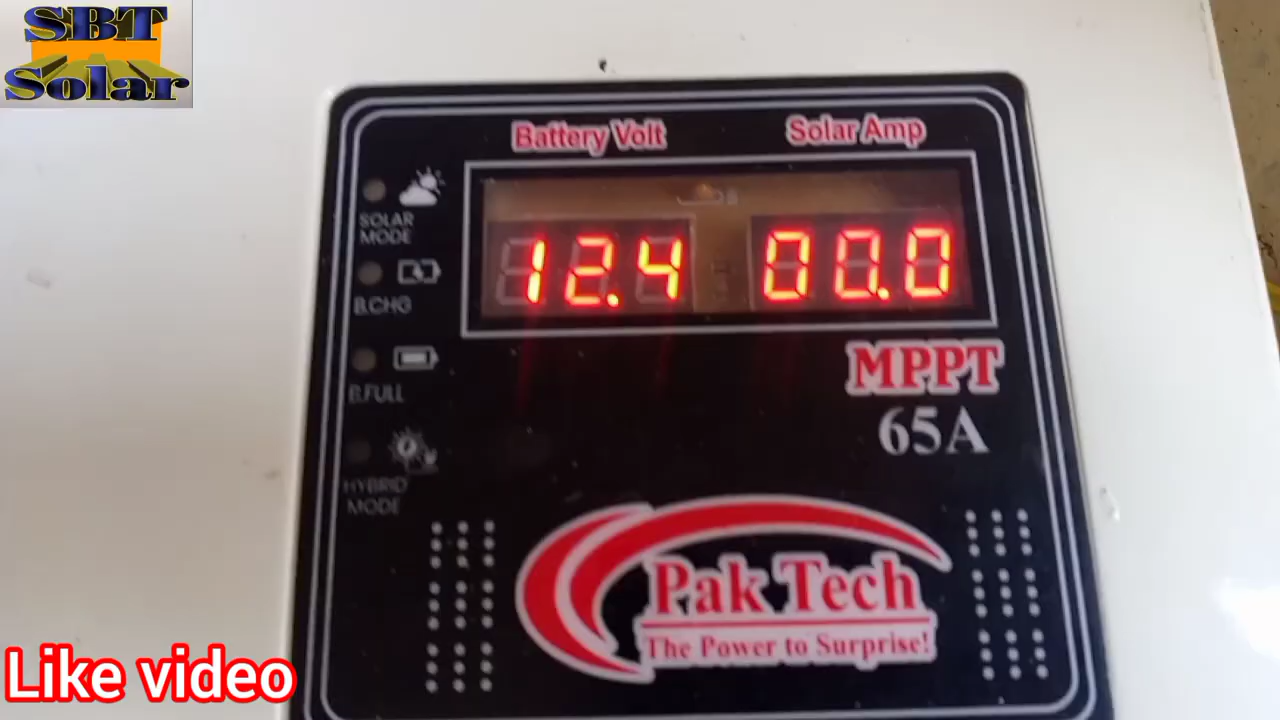 SBT
Solar
Battery Volt
Solar Amp
12.4
00.0
SOLAR
MODE
B.CHG
B.FULL
HYBRID
MODE
MPPT
65A
Pak Tech
The Power to Surprise!
Like video